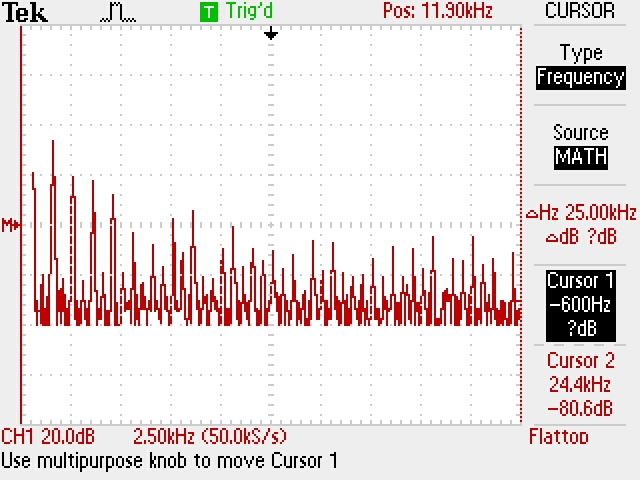 Tek T Trig'd Pos: 11.90kHz CURSOR
Type
Frequency
Source
MATH
M
△Hz 25.00kHz
△dB ?dB
Cursor 1
-600Hz
?dB
Cursor 2
24.4kHz
-80.6dB
CH1 20.0dB 2.50kHz (50.0kS/s) Flattop
Use multipurpose knob to move Cursor 1